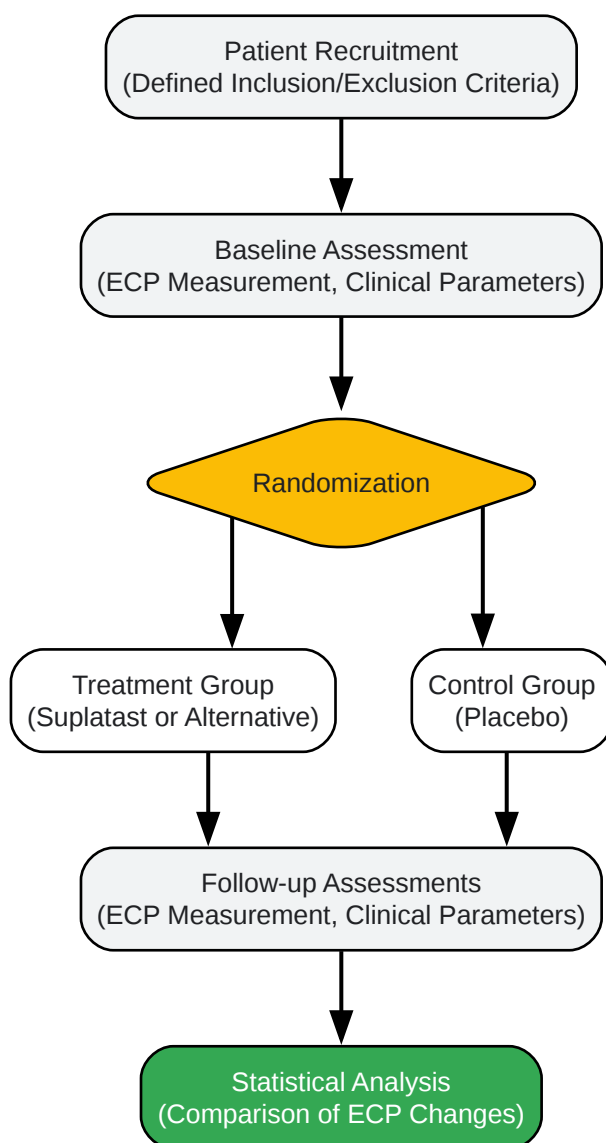 Patient Recruitment
(Defined Inclusion/Exclusion Criteria)
Baseline Assessment
(ECP Measurement, Clinical Parameters)
Randomization
Treatment Group
(Suplatast or Alternative)
Control Group
(Placebo)
Follow-up Assessments
(ECP Measurement, Clinical Parameters)
Statistical Analysis
(Comparison of ECP Changes)